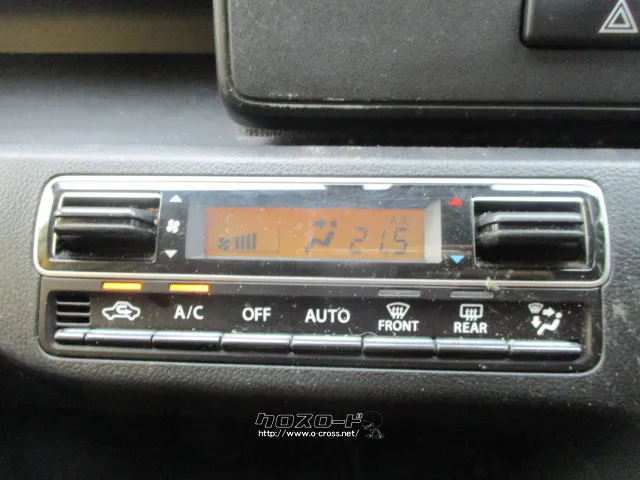 A/C
21.5
A/C
OFF
AUTO
FRONT
REAR
クロスロード
http://www.o-cross.net/